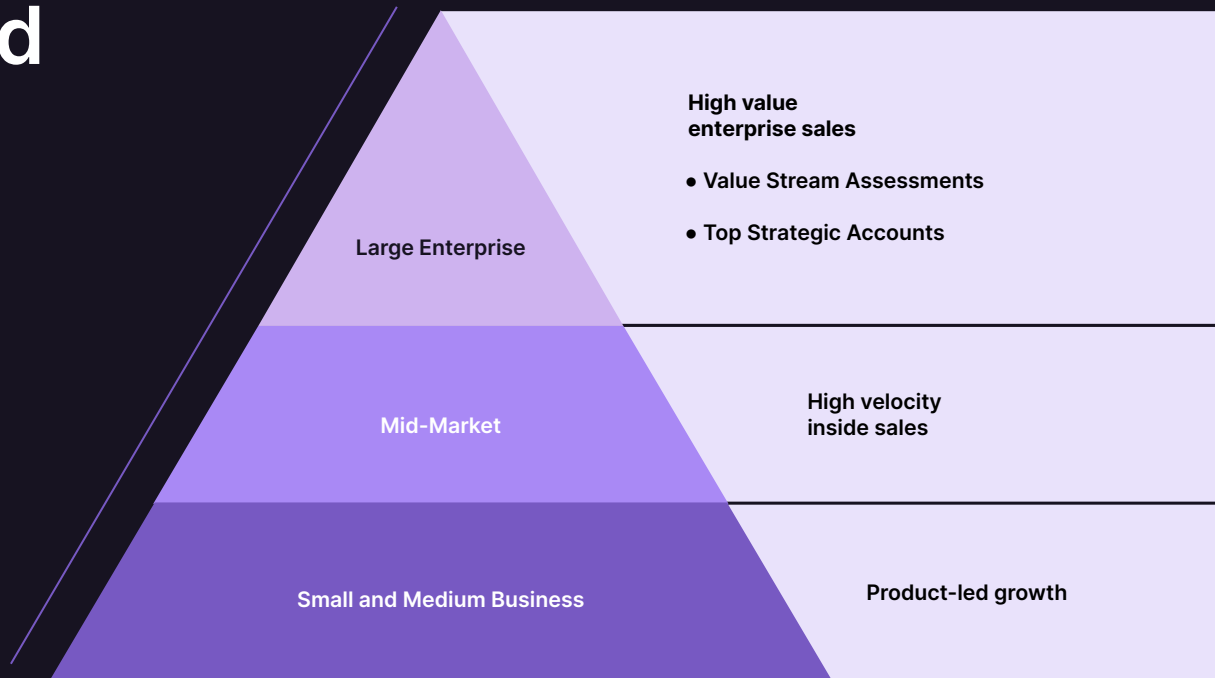 d
Large Enterprise
High value
enterprise sales
● Value Stream Assessments
● Top Strategic Accounts
Mid-Market
High velocity
inside sales
Small and Medium Business
Product-led growth